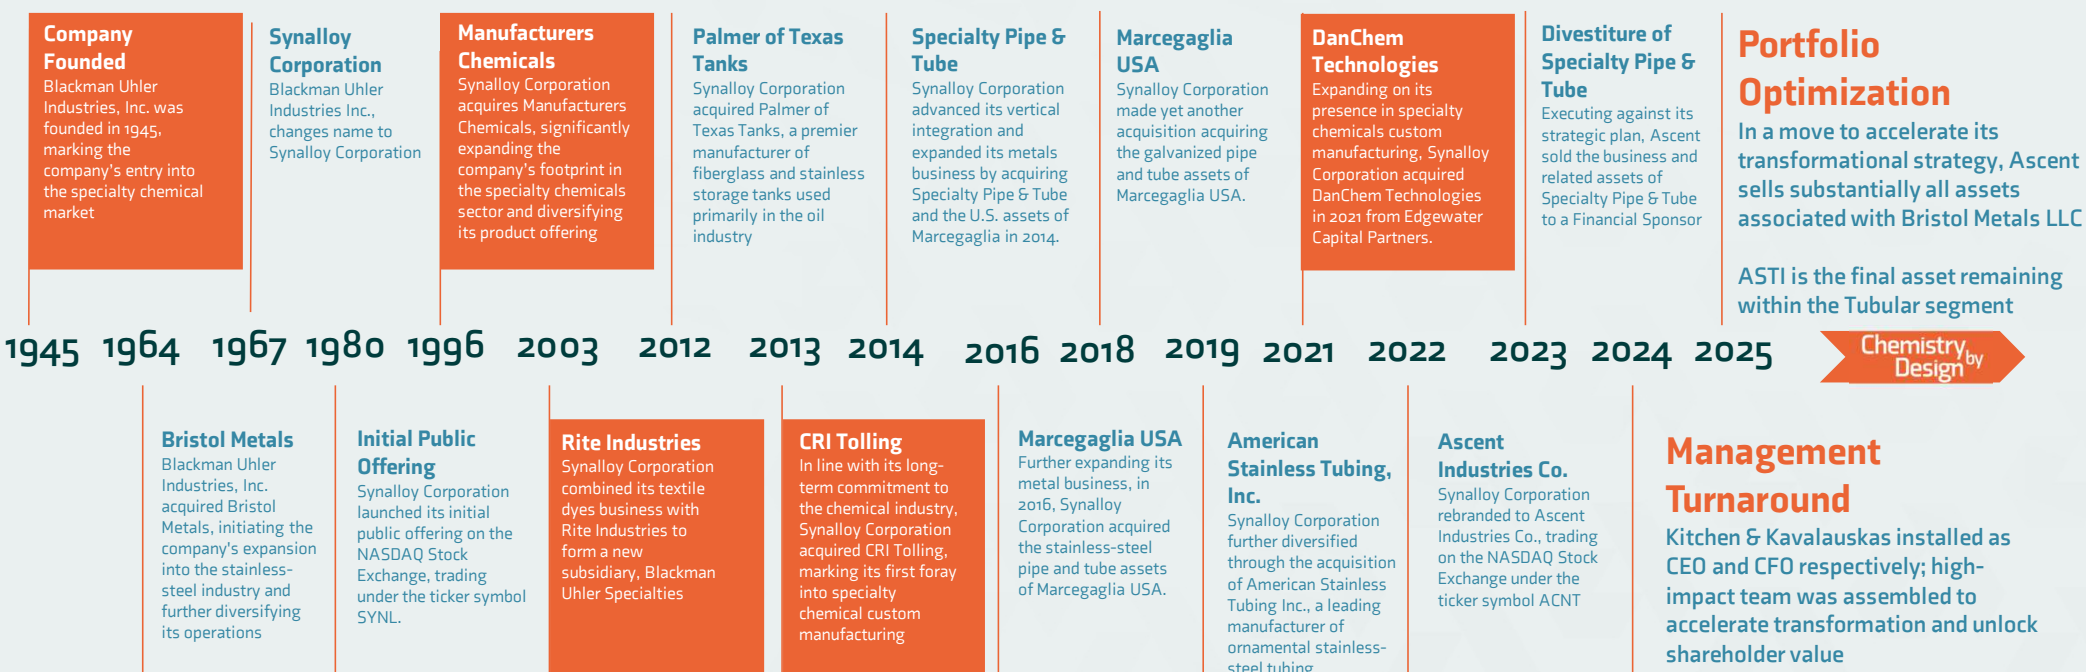 Company
Founded
Blackman Uhler
Industries, Inc. was
founded in 1945,
marking the
company's entry into
the specialty chemical
market
Synalloy
Corporation
Blackman Uhler
Industries Inc.,
changes name to
Synalloy Corporation
Manufacturers
Chemicals
Synalloy Corporation
acquires Manufacturers
Chemicals, significantly
expanding the
company's footprint in
the specialty chemicals
sector and diversifying
its product offering
Palmer of Texas
Tanks
Synalloy Corporation
acquired Palmer of
Texas Tanks, a premier
manufacturer of
fiberglass and stainless
storage tanks used
primarily in the oil
industry
Specialty Pipe &
Tube
Synalloy Corporation
advanced its vertical
integration and
expanded its metals
business by acquiring
Specialty Pipe & Tube
and the U.S. assets of
Marcegaglia in 2014.
Marcegaglia
USA
Synalloy Corporation
made yet another
acquisition acquiring
the galvanized pipe
and tube assets of
Marcegaglia USA.
DanChem
Technologies
Expanding on its
presence in specialty
chemicals custom
manufacturing, Synalloy
Corporation acquired
DanChem Technologies
in 2021 from Edgewater
Capital Partners.
Divestiture of
Specialty Pipe &
Tube
Executing against its
strategic plan, Ascent
sold the business and
related assets of
Specialty Pipe & Tube
to a Financial Sponsor
Portfolio
Optimization
In a move to accelerate its
transformational strategy, Ascent
sells substantially all assets
associated with Bristol Metals LLC
ASTI is the final asset remaining
within the Tubular segment
1945 1964 1967 1980 1996 2003 2012 2013 2014 2016 2018 2019 2021 2022 2023 2024 2025
Chemistry by
Design
Bristol Metals
Blackman Uhler
Industries, Inc.
acquired Bristol
Metals, initiating the
company's expansion
into the stainless-
steel industry and
further diversifying
its operations
Initial Public
Offering
Synalloy Corporation
launched its initial
public offering on the
NASDAQ Stock
Exchange, trading
under the ticker symbol
SYNL.
Rite Industries
Synalloy Corporation
combined its textile
dyes business with
Rite Industries to
form a new
subsidiary, Blackman
Uhler Specialties
CRI Tolling
In line with its long-
term commitment to
the chemical industry,
Synalloy Corporation
acquired CRI Tolling,
marking its first foray
into specialty
chemical custom
manufacturing
Marcegaglia USA
Further expanding its
metal business, in
2016, Synalloy
Corporation acquired
the stainless-steel
pipe and tube assets
of Marcegaglia USA.
American
Stainless Tubing,
Inc.
Synalloy Corporation
further diversified
through the acquisition
of American Stainless
Tubing Inc., a leading
manufacturer of
ornamental stainless-
steel tubing
Ascent
Industries Co.
Synalloy Corporation
rebranded to Ascent
Industries Co., trading
on the NASDAQ Stock
Exchange under the
ticker symbol ACNT
Management
Turnaround
Kitchen & Kavalauskas installed as
CEO and CFO respectively; high-
impact team was assembled to
accelerate transformation and unlock
shareholder value